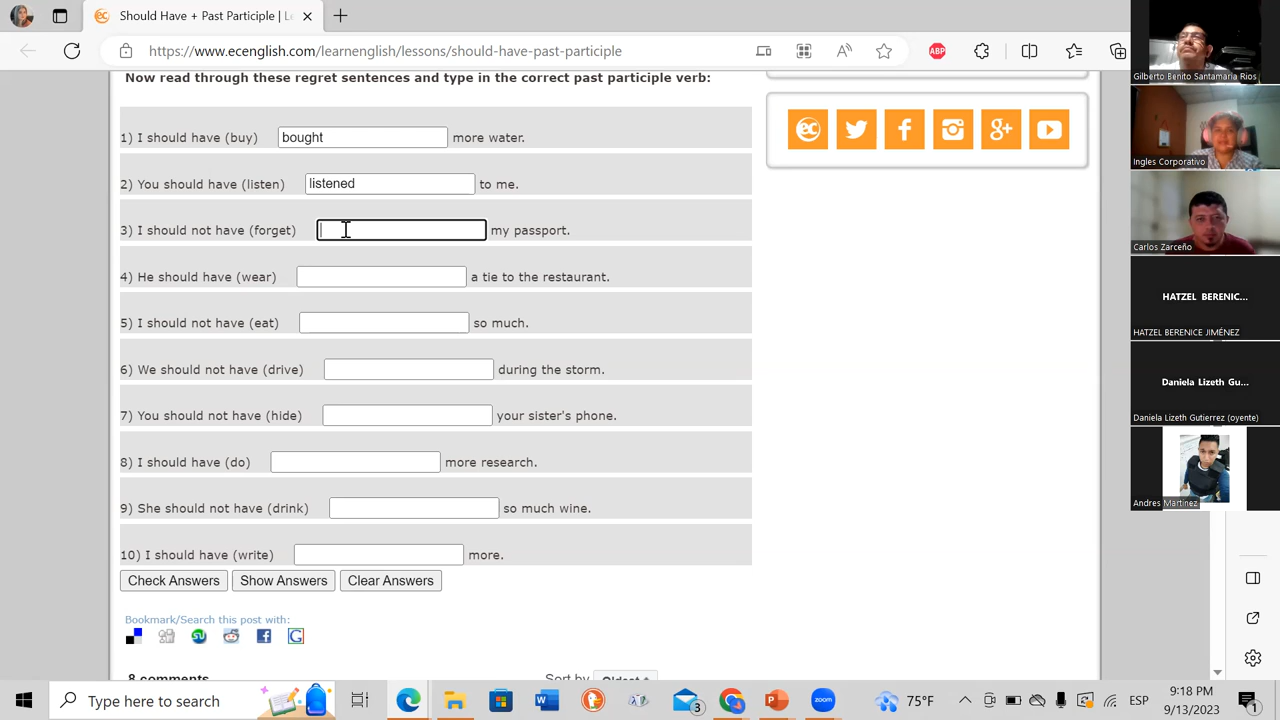 Should Have + Past Participle | L
https://www.ecenglish.com/learnenglish/lessons/should-have-past-participle
ABP
Now read through these regret sentences and type in the correct past participle verb:
1) I should have (buy) bought more water.
2) You should have (listen) listened to me.
3) I should not have (forget) my passport.
4) He should have (wear) a tie to the restaurant.
5) I should not have (eat) so much.
6) We should not have (drive) during the storm.
7) You should not have (hide) your sister's phone.
8) I should have (do) more research.
9) She should not have (drink) so much wine.
10) I should have (write) more.
Check Answers Show Answers Clear Answers
Bookmark/Search this post with:
8 comments
Sort by Oldest
Gilberto Benito Santamaria Rios
Ingles Corporativo
Carlos Zarceño
HATZEL BERENIC...
HATZEL BERENICE JIMÉNEZ
Daniela Lizeth Gu...
Daniela Lizeth Gutierrez (oyente)
Andres Martinez
Type here to search
3
zoom
75°F
ESP
9:18 PM
9/13/2023
1